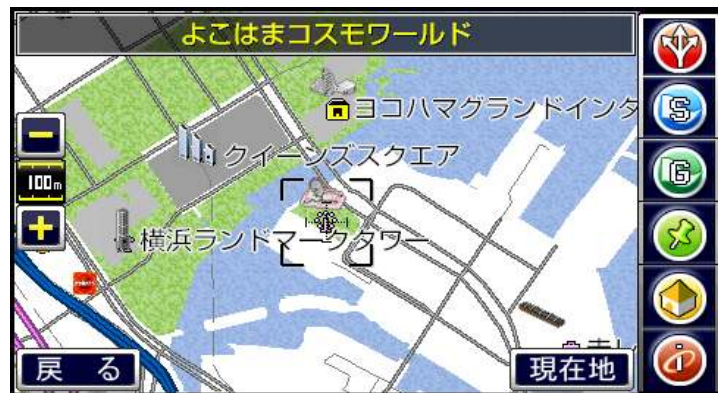 よこはまコスモワールド
ヨコハマグランドインタ
S
クイーンズスクエア
100m
G
横浜ランドマークタワー
赤レ
戻る
現在地
i